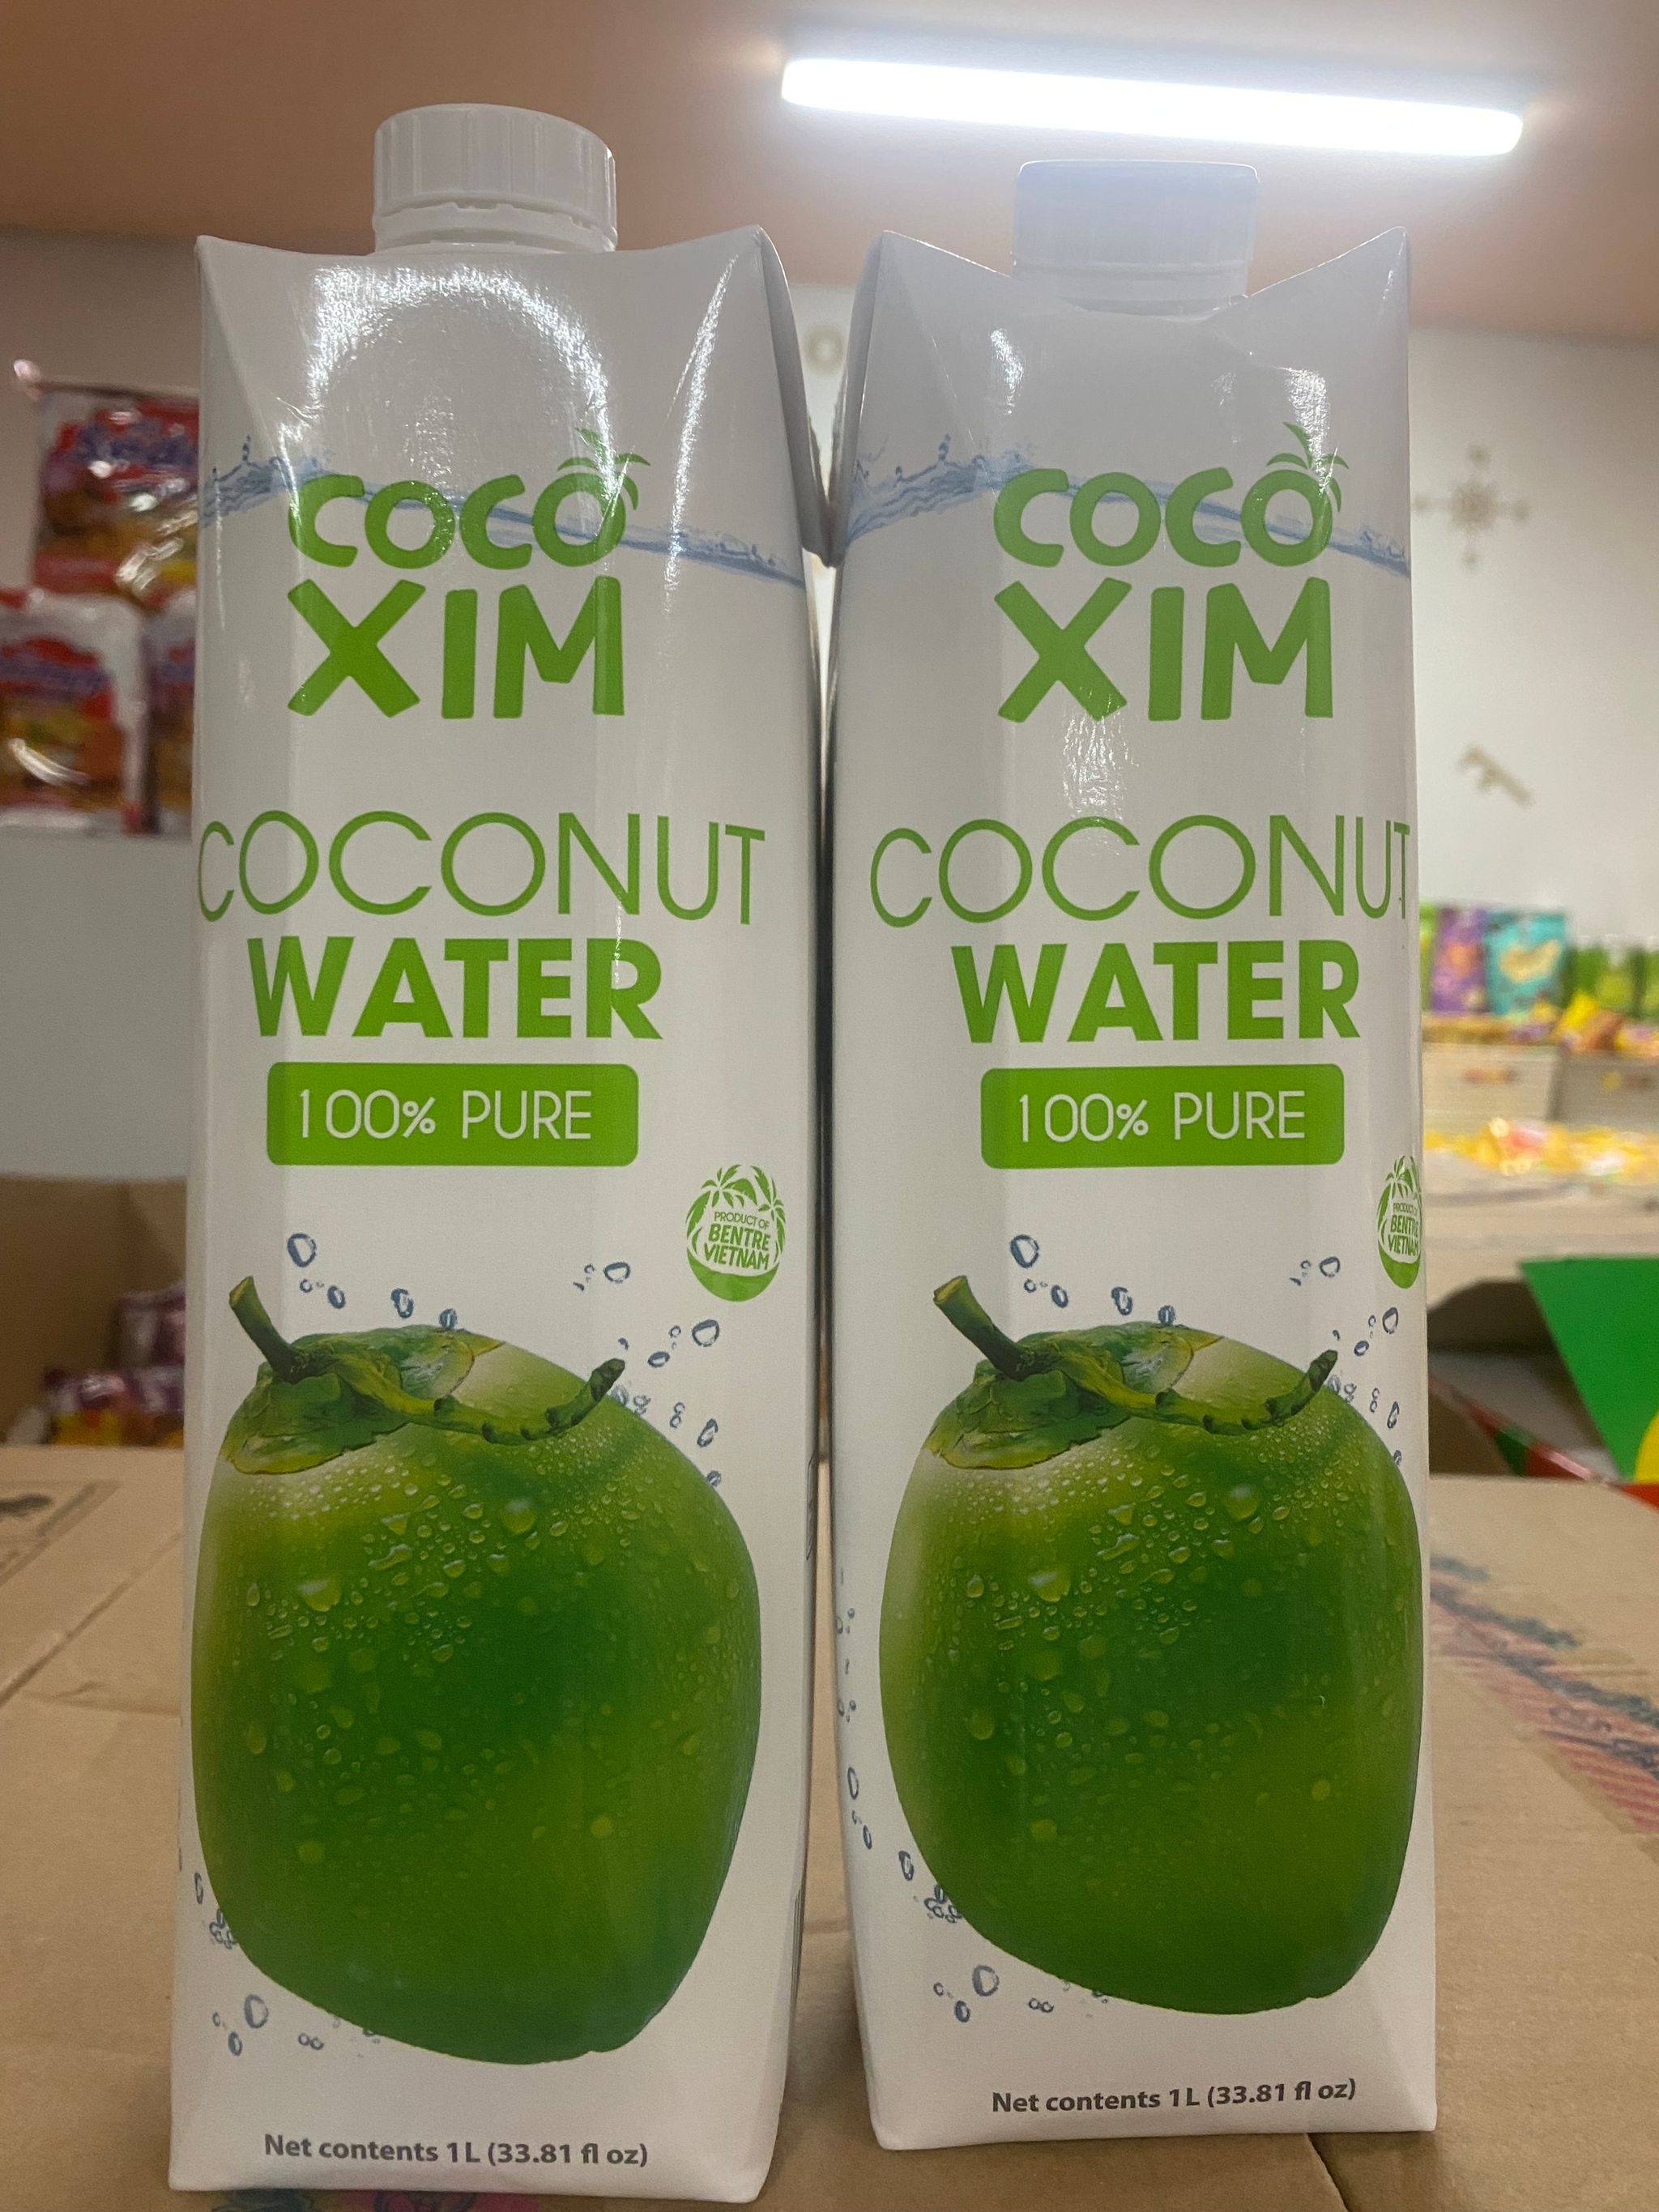 COCO
XIM
COCONUT
WATER
100% PURE
PRODUCT OF
BENTRE
VIETNAM
Net contents 1L (33.81 fl oz)
COCO
XIM
COCONUT
WATER
100% PURE
PRODUCT OF
BENTRE
VIETNAM
Net contents 1L (33.81 fl oz)